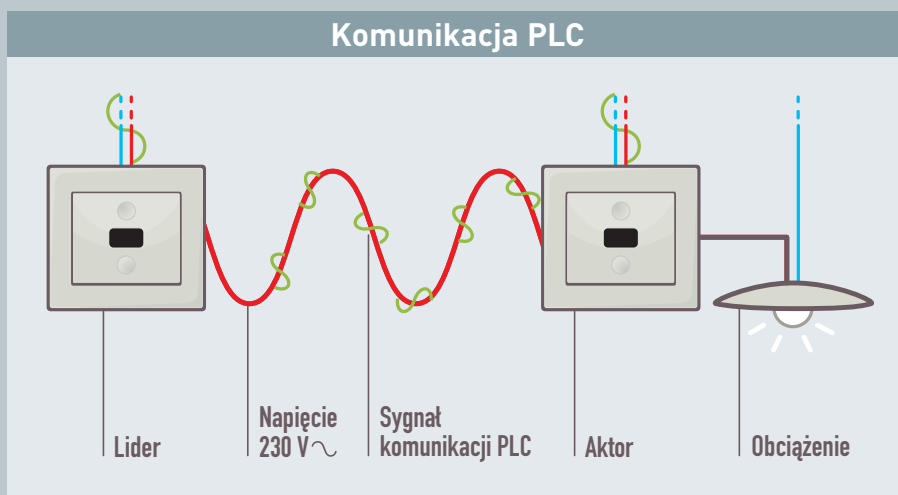 Komunikacja PLC
Lider
Napięcie
230 V ~
Sygnał
komunikacji PLC
Aktor
Obciążenie